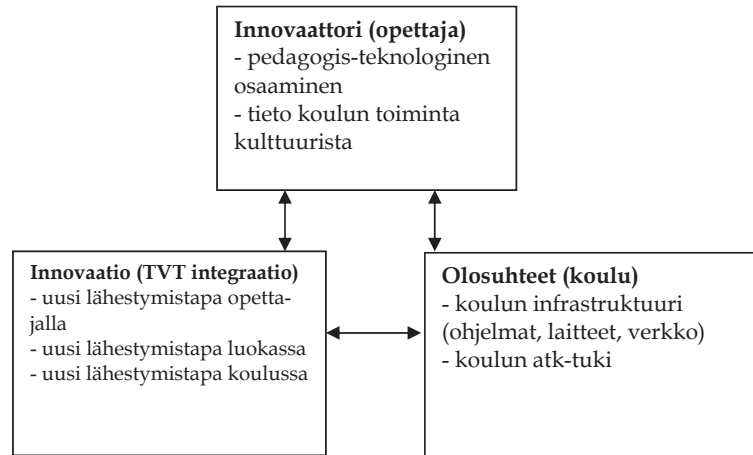 Innovaattori (opettaja)
- pedagogis-teknologinen
osaaminen
- tieto koulun toiminta
kulttuurista
Innovaatio (TVT integraatio)
- uusi lähestymistapa opetta-
jalla
- uusi lähestymistapa luokassa
- uusi lähestymistapa koulussa
Olosuhteet (koulu)
- koulun infrastruktuuri
(ohjelmat, laitteet, verkko)
- koulun atk-tuki